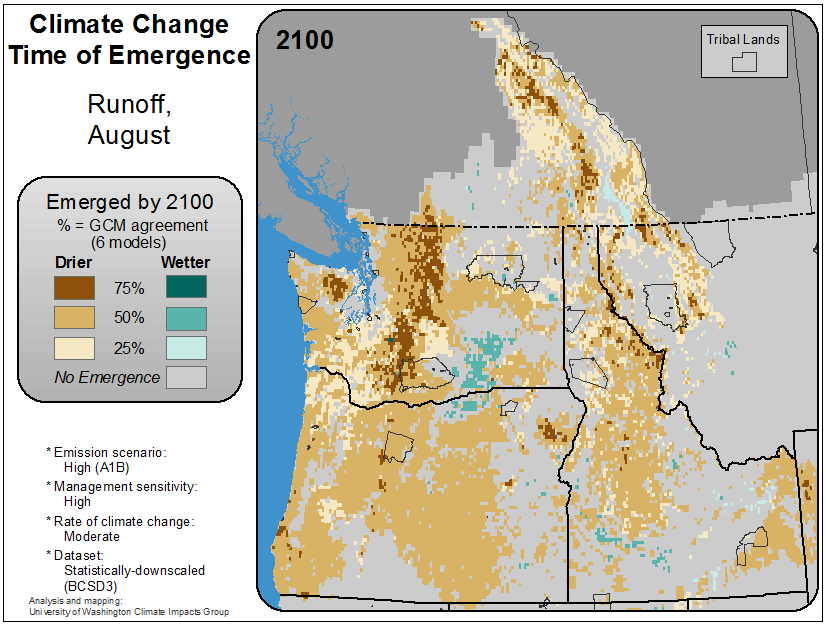 Climate Change
Time of Emergence
Runoff,
August
Emerged by 2100
% = GCM agreement
(6 models)
Drier Wetter
75%
50%
25%
No Emergence
* Emission scenario:
High (A1B)
* Management sensitivity:
High
* Rate of climate change:
Moderate
* Dataset:
Statistically-downscaled
(BCSD3)
Analysis and mapping:
University of Washington Climate Impacts Group
2100
Tribal Lands